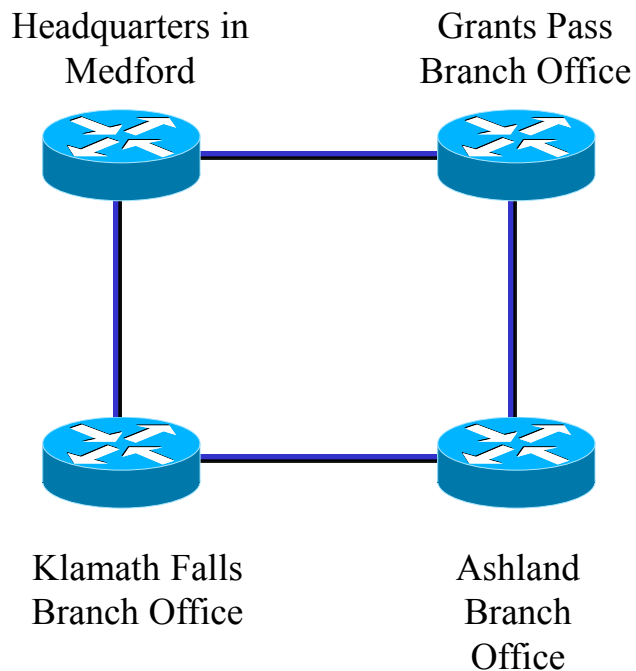 Headquarters in
Medford
Grants Pass
Branch Office
Klamath Falls
Branch Office
Ashland
Branch
Office